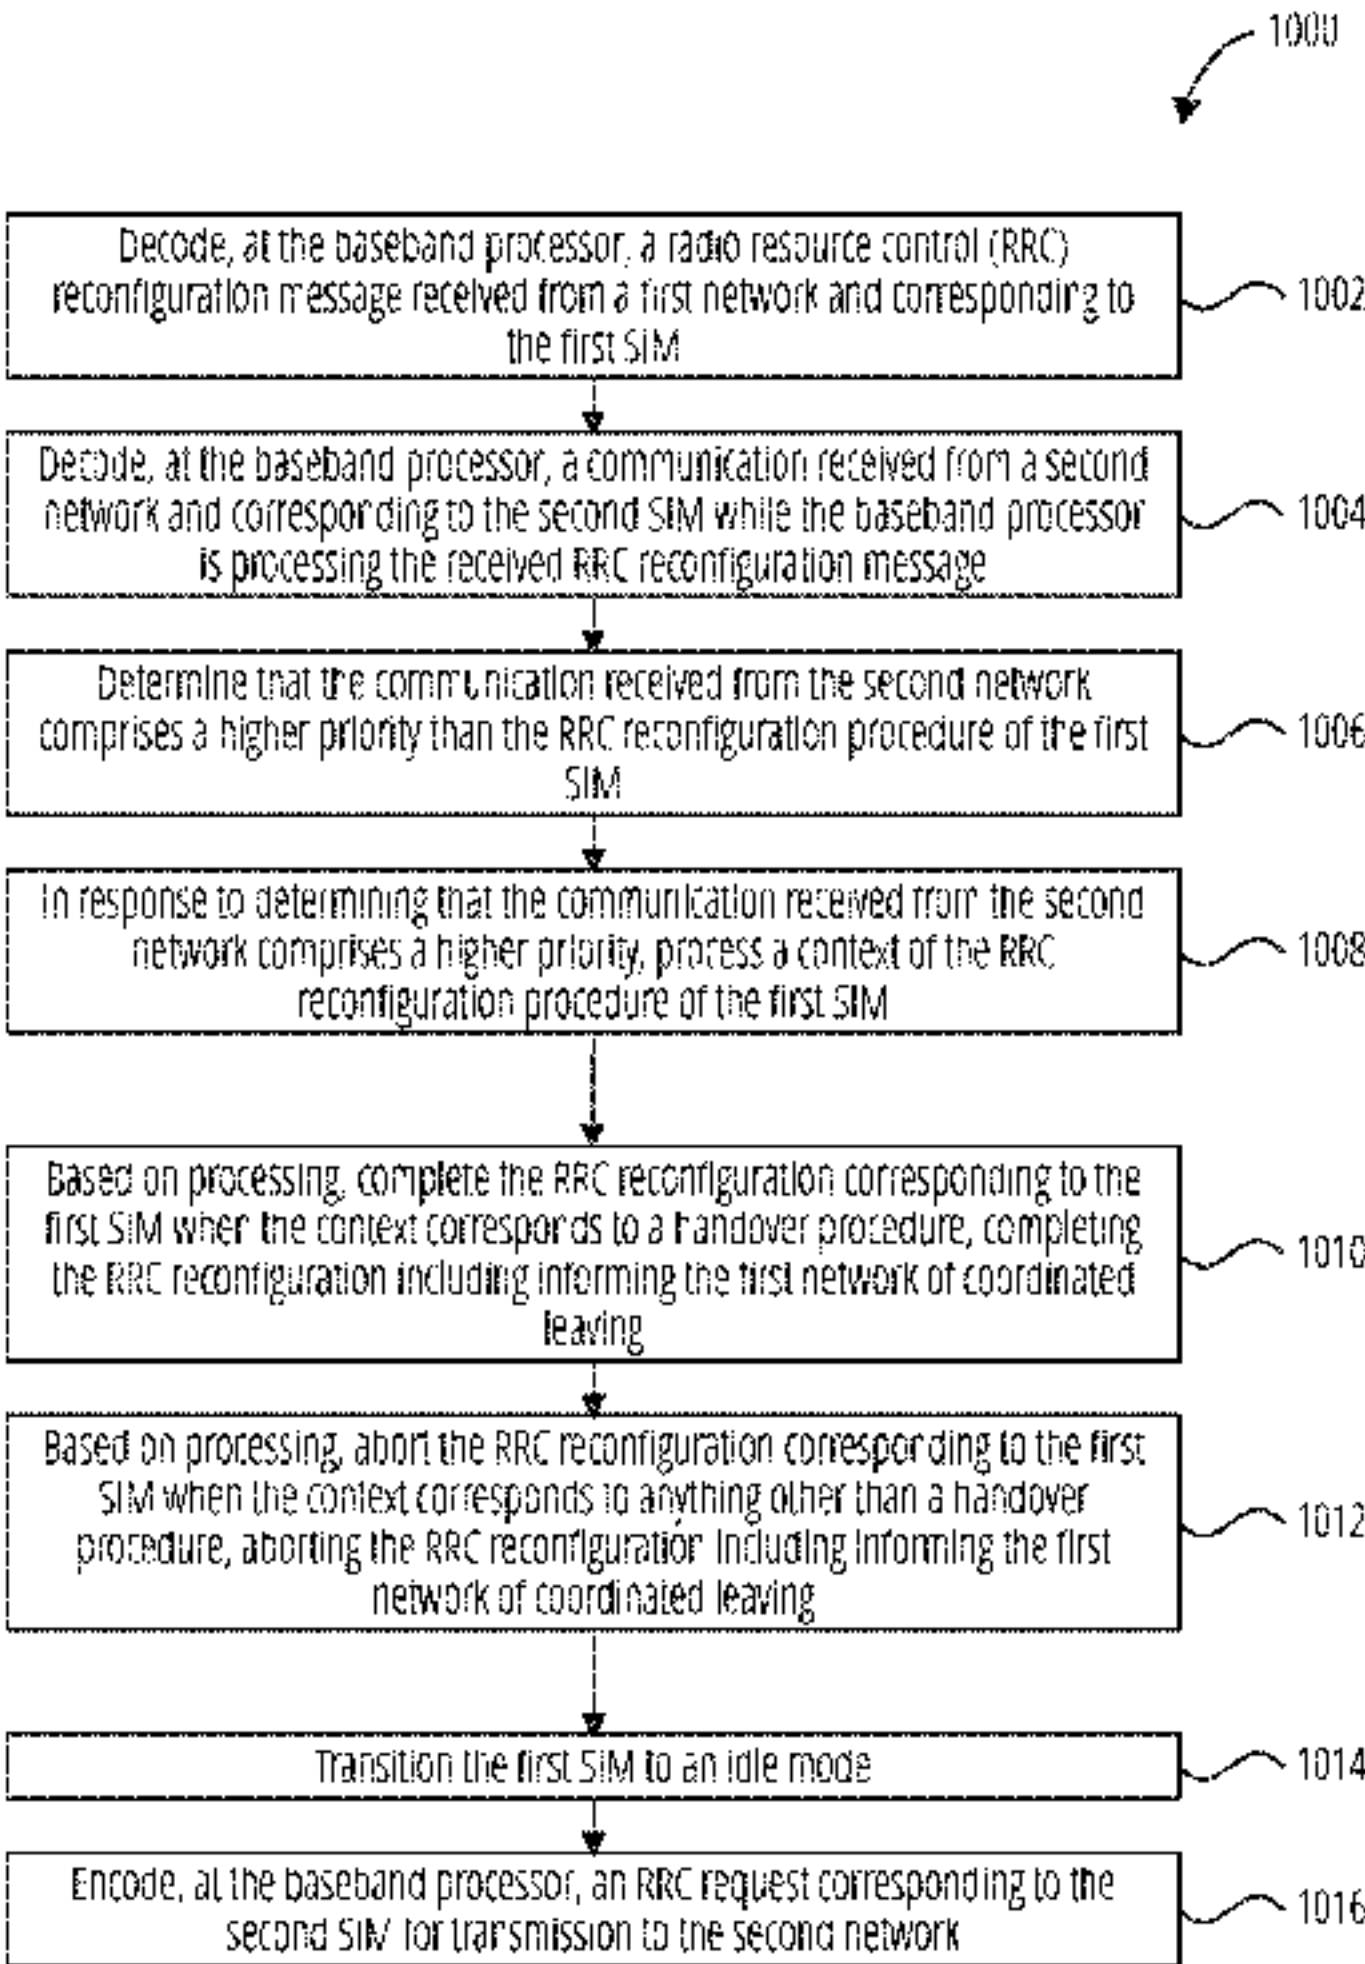 1000
Decode, at the baseband processor, a radio resource control (RRC)
reconfiguration message received from a first network and corresponding to
the first SIM
1002
Decode, at the baseband processor, a communication received from a second
network and corresponding to the second SIM while the baseband processor
is processing the received RRC reconfiguration message
1004
Determine that the communication received from the second network
comprises a higher priority than the RRC reconfiguration procedure of the first
SIM
1006
In response to determining that the communication received from the second
network comprises a higher priority, process a context of the RRC
reconfiguration procedure of the first SIM
1008
Based on processing, complete the RRC reconfiguration corresponding to the
first SIM when the context corresponds to a handover procedure, completing
the RRC reconfiguration including informing the first network of coordinated
leaving
1010
Based on processing, abort the RRC reconfiguration corresponding to the first
SIM when the context corresponds to anything other than a handover
procedure, aborting the RRC reconfiguration including informing the first
network of coordinated leaving
1012
Transition the first SIM to an idle mode
1014
Encode, at the baseband processor, an RRC request corresponding to the
second SIM for transmission to the second network
1016